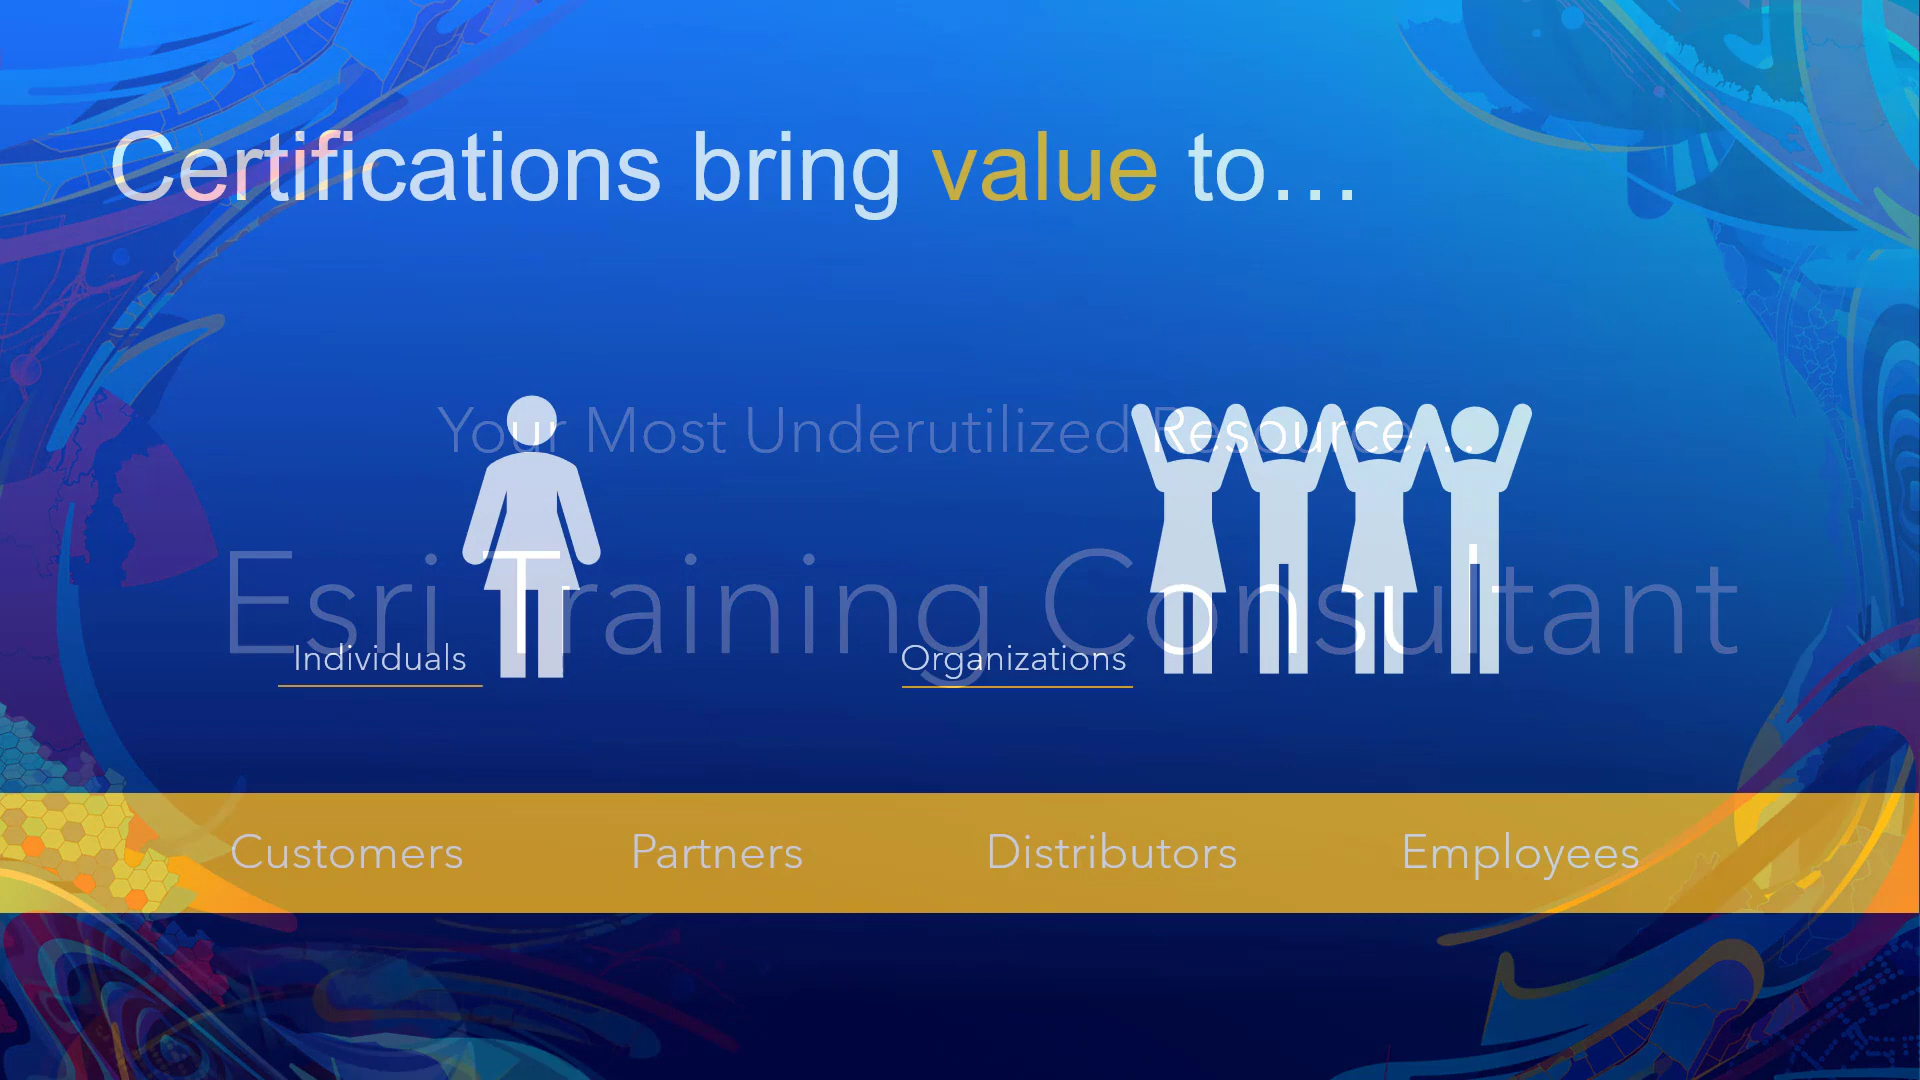 Certifications bring value to...
Your Most Underutilized Resource...
Esri Training Consultant
Individuals
Organizations
Customers
Partners
Distributors
Employees